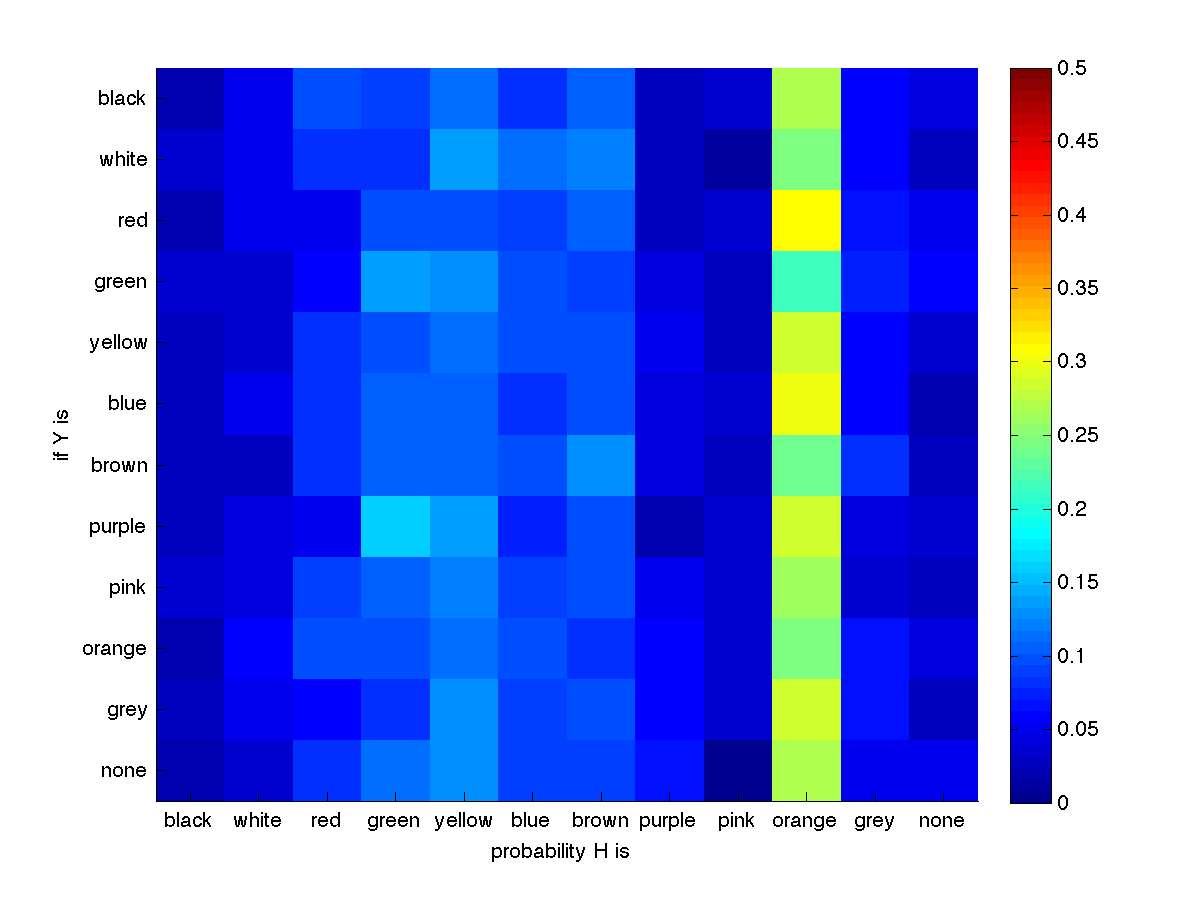 0.5
black
0.45
white
0.4
red
0.35
green
0.3
yellow
0.25
blue
if Y is
brown
0.2
purple
0.15
pink
0.1
orange
0.05
grey
none
0
black white red green yellow blue brown purple pink orange grey none
probability H is